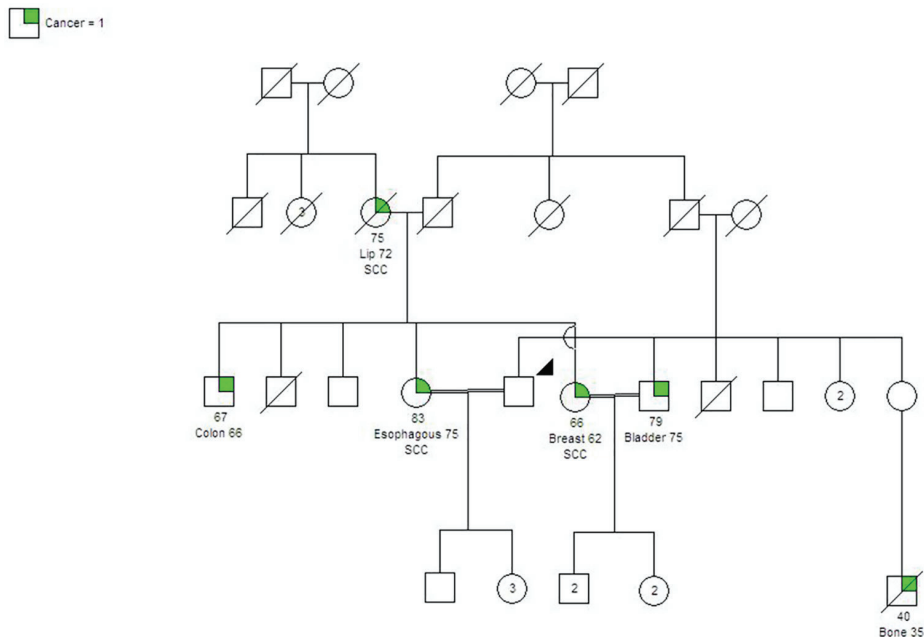 Cancer = 1
3
75
Lip 72
SCC
2
67
Colon 66
83
Esophagous 75
SCC
66
Breast 62
SCC
79
Bladder 75
3
2
2
40
Bone 35